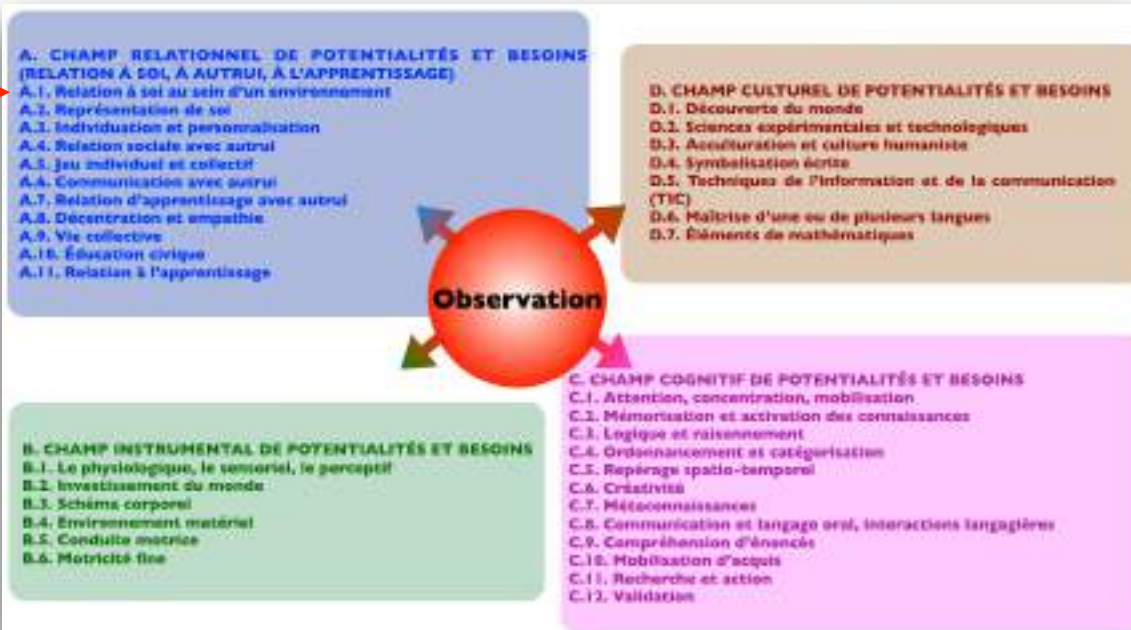 A. CHAMP RELATIONNEL DE POTENTIALITÉS ET BESOINS
(RELATION À SOI, À AUTRUI, À L'APPRENTISSAGE)
A.1. Relation à soi au sein d'un environnement
A.2. Représentation de soi
A.3. Individuation et personnalisation
A.4. Relation sociale avec autrui
A.5. Jeu individuel et collectif
A.6. Communication avec autrui
A.7. Relation d'apprentissage avec autrui
A.8. Décentration et empathie
A.9. Vie collective
A.10. Éducation civique
A.11. Relation à l'apprentissage
D. CHAMP CULTUREL DE POTENTIALITÉS ET BESOINS
D.1. Découverte du monde
D.2. Sciences expérimentales et technologiques
D.3. Acculturation et culture humaniste
D.4. Symbolisation écrite
D.5. Techniques de l'information et de la communication
(TIC)
D.6. Maîtrise d'une ou de plusieurs langues
D.7. Éléments de mathématiques
Observation
B. CHAMP INSTRUMENTAL DE POTENTIALITÉS ET BESOINS
B.1. Le physiologique, le sensoriel, le perceptif
B.2. Investissement du monde
B.3. Schéma corporel
B.4. Environnement matériel
B.5. Conduite motrice
B.6. Motricité fine
C. CHAMP COGNITIF DE POTENTIALITÉS ET BESOINS
C.1. Attention, concentration, mobilisation
C.2. Mémorisation et activation des connaissances
C.3. Logique et raisonnement
C.4. Ordonnancement et catégorisation
C.5. Repérage spatio-temporel
C.6. Créativité
C.7. Métaconnaissances
C.8. Communication et langage oral, interactions langagières
C.9. Compréhension d'énoncés
C.10. Mobilisation d'acquis
C.11. Recherche et action
C.12. Validation